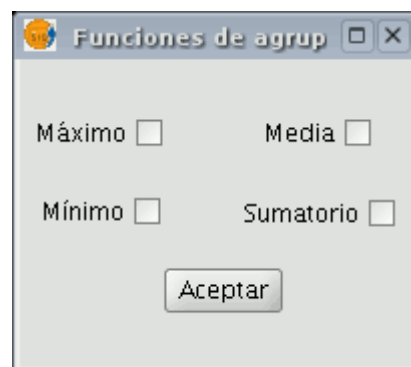 Funciones de agrup
Máximo Media
Mínimo Sumatorio
Aceptar